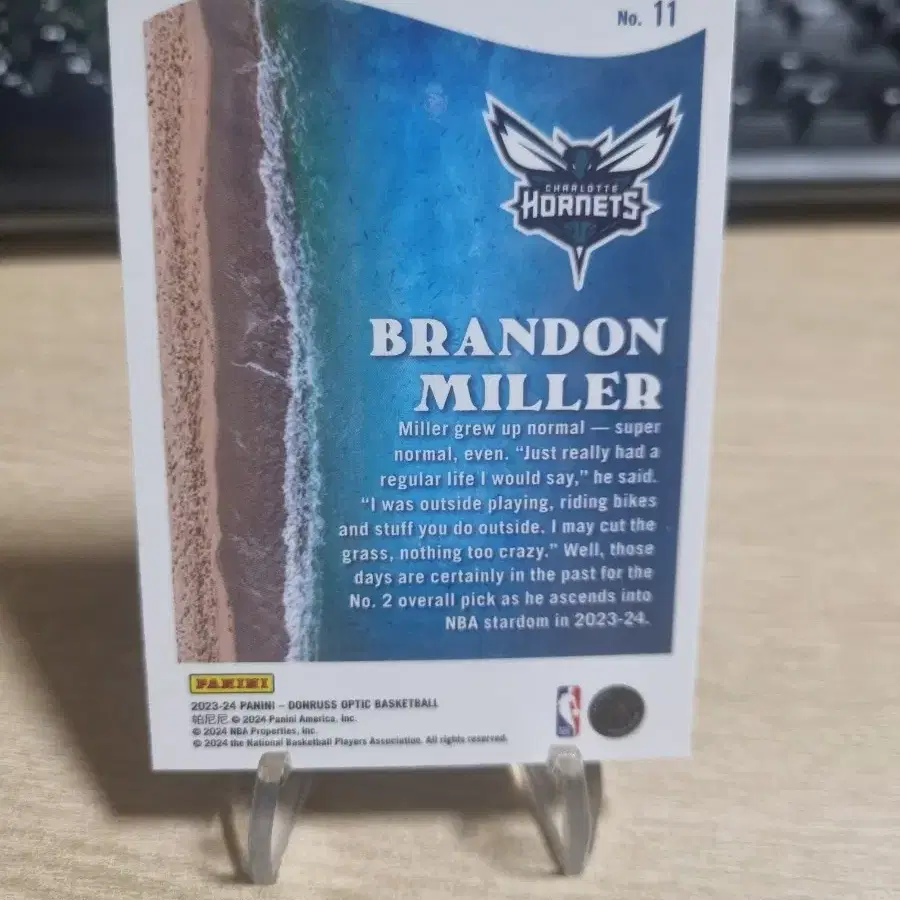 No. 11
CHARLOTTE
HORNETS
BRANDON
MILLER
Miller grew up normal — super
normal, even. “Just really had a
regular life I would say,” he said.
“I was outside playing, riding bikes
and stuff you do outside. I may cut the
grass, nothing too crazy.” Well, those
days are certainly in the past for the
No. 2 overall pick as he ascends into
NBA stardom in 2023-24.
PANINI
2023-24 PANINI – DONRUSS OPTIC BASKETBALL
帕尼尼 © 2024 Panini America, Inc.
© 2024 NBA Properties, Inc.
© 2024 the National Basketball Players Association. All rights reserved.